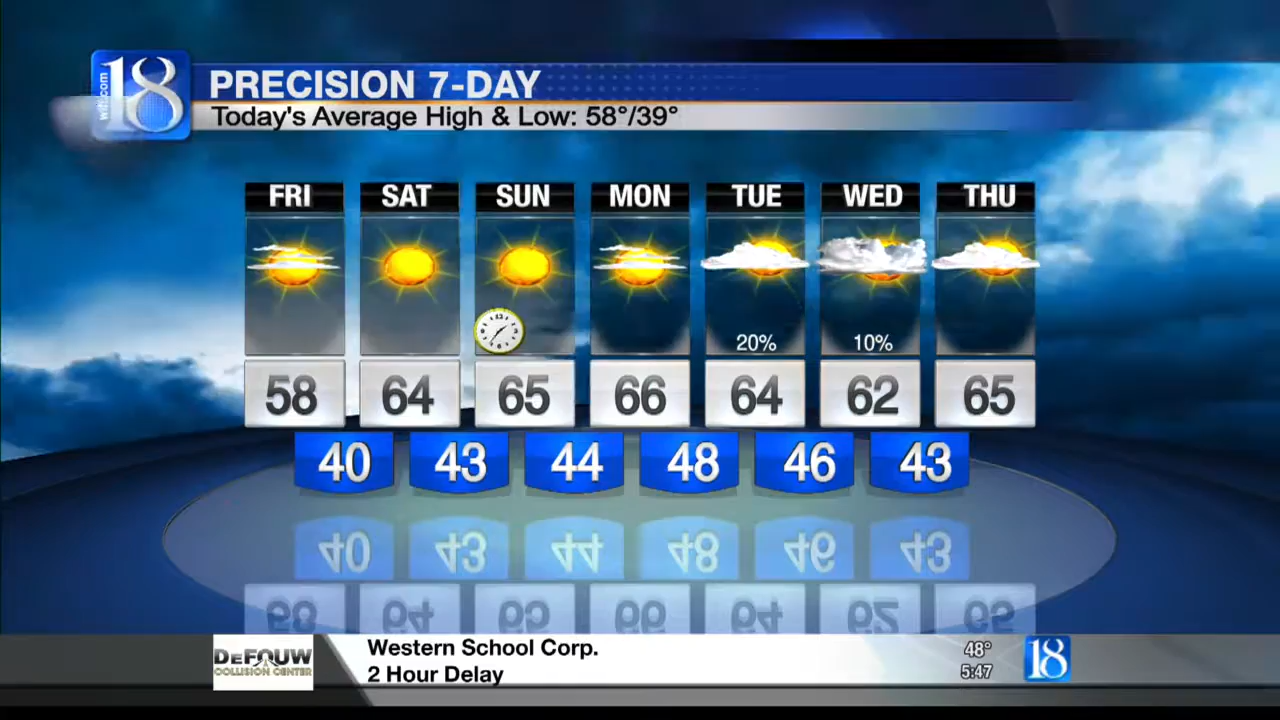 wlfi.com
18
PRECISION 7-DAY
Today's Average High & Low: 58°/39°
FRI SAT SUN MON TUE WED THU
20% 10%
58 64 65 66 64 62 65
40 43 44 48 46 43
DEFOUW
COLLISION CENTER
Western School Corp.
2 Hour Delay
48°
5:47
18